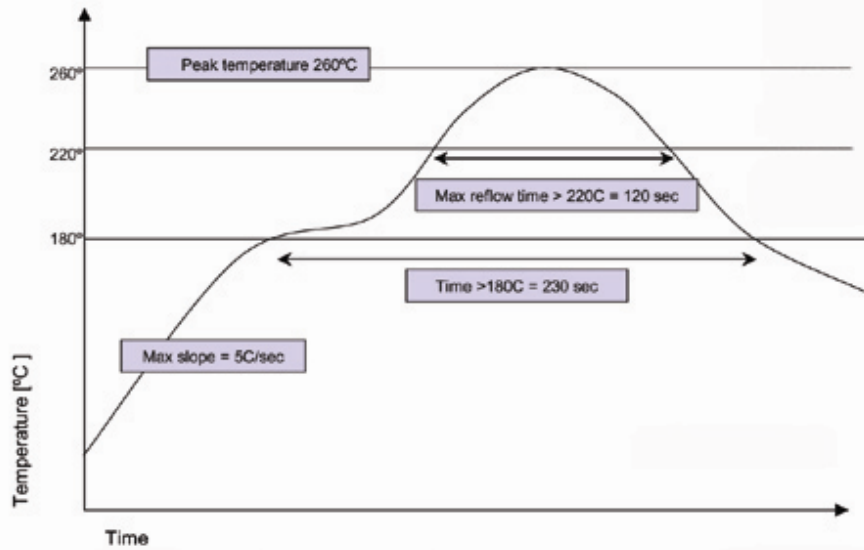 Peak temperature 260ºC
260º
220º
Max reflow time > 220C = 120 sec
180º
Time >180C = 230 sec
Max slope = 5C/sec
Temperature [ºC ]
Time